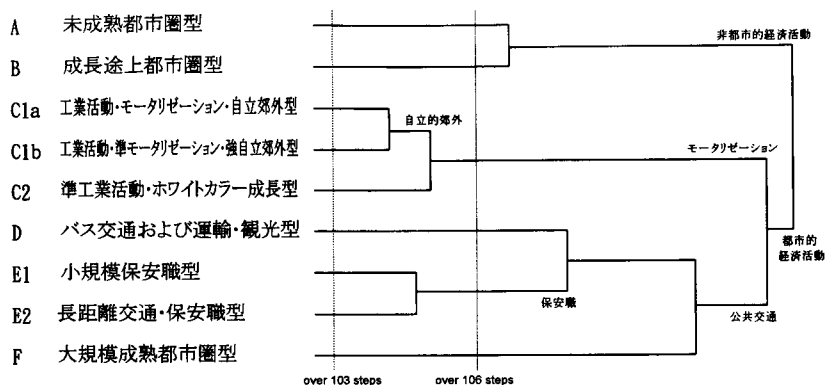 A 未成熟都市圏型
B 成長途上都市圏型
C1a 工業活動・モータリゼーション・自立郊外型
C1b 工業活動・準モータリゼーション・強自立郊外型
C2 準工業活動・ホワイトカラー成長型
D バス交通および運輸・観光型
E1 小規模保安職型
E2 長距離交通・保安職型
F 大規模成熟都市圏型
非都市的経済活動
自立的郊外
モータリゼーション
都市的
経済活動
保安職
公共交通
over 103 steps
over 106 steps